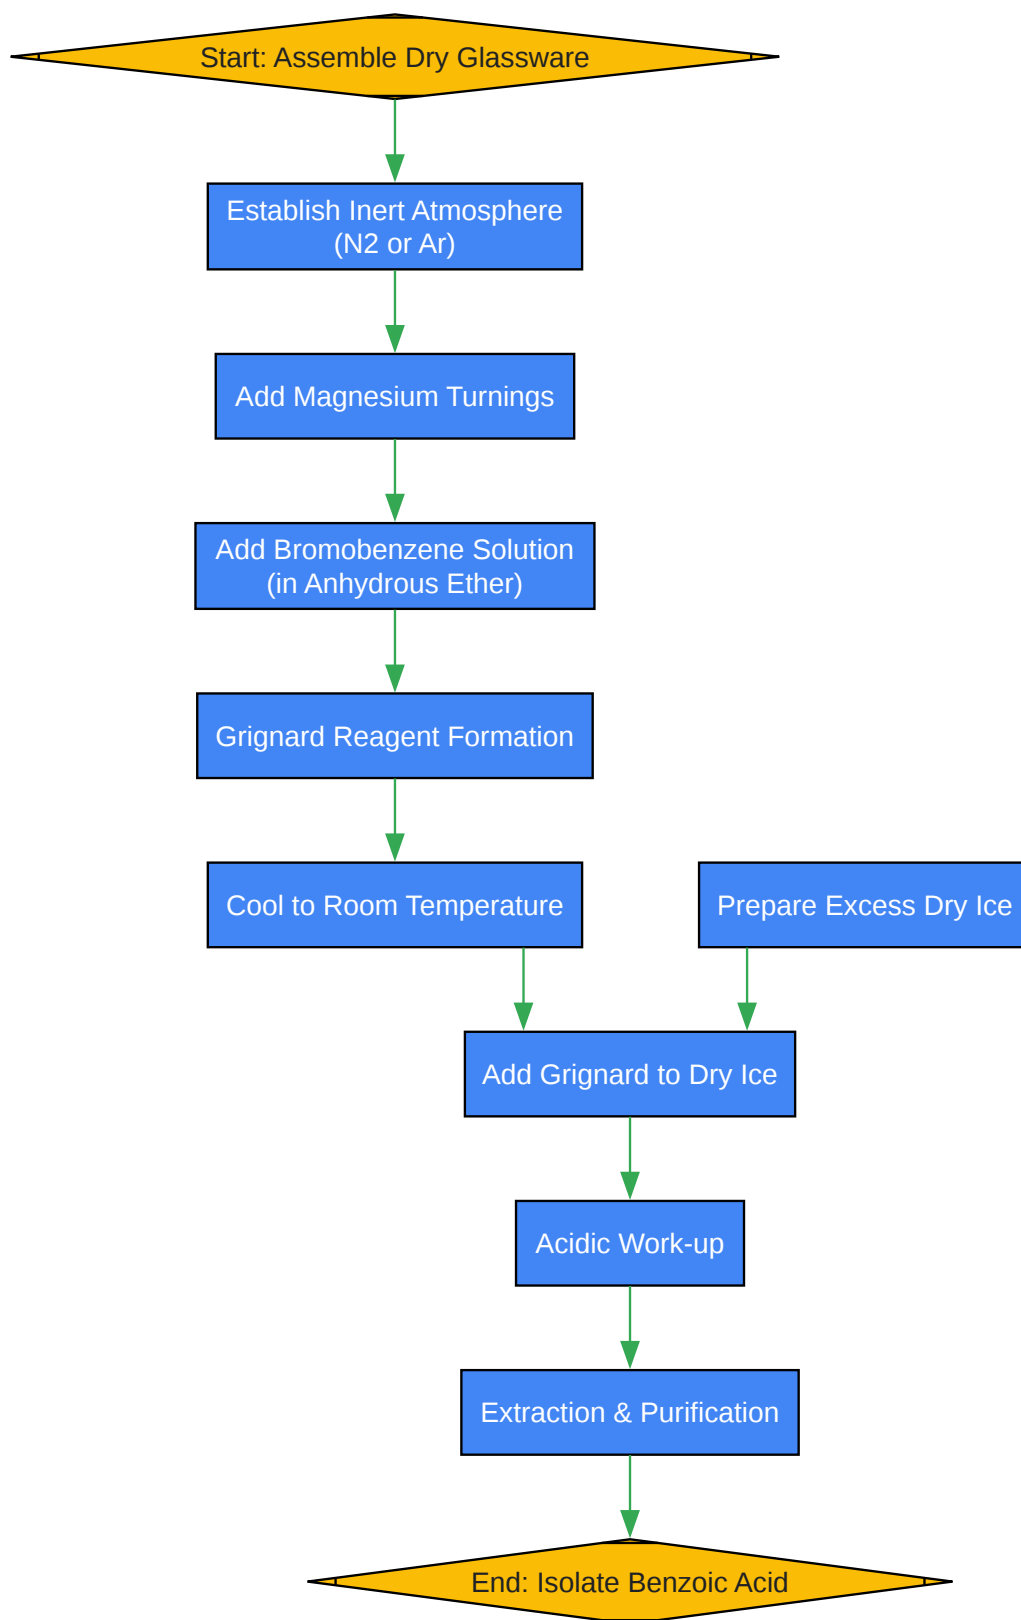 Start: Assemble Dry Glassware
Establish Inert Atmosphere
(N2 or Ar)
Add Magnesium Turnings
Add Bromobenzene Solution
(in Anhydrous Ether)
Grignard Reagent Formation
Cool to Room Temperature
Prepare Excess Dry Ice
Add Grignard to Dry Ice
Acidic Work-up
Extraction & Purification
End: Isolate Benzoic Acid